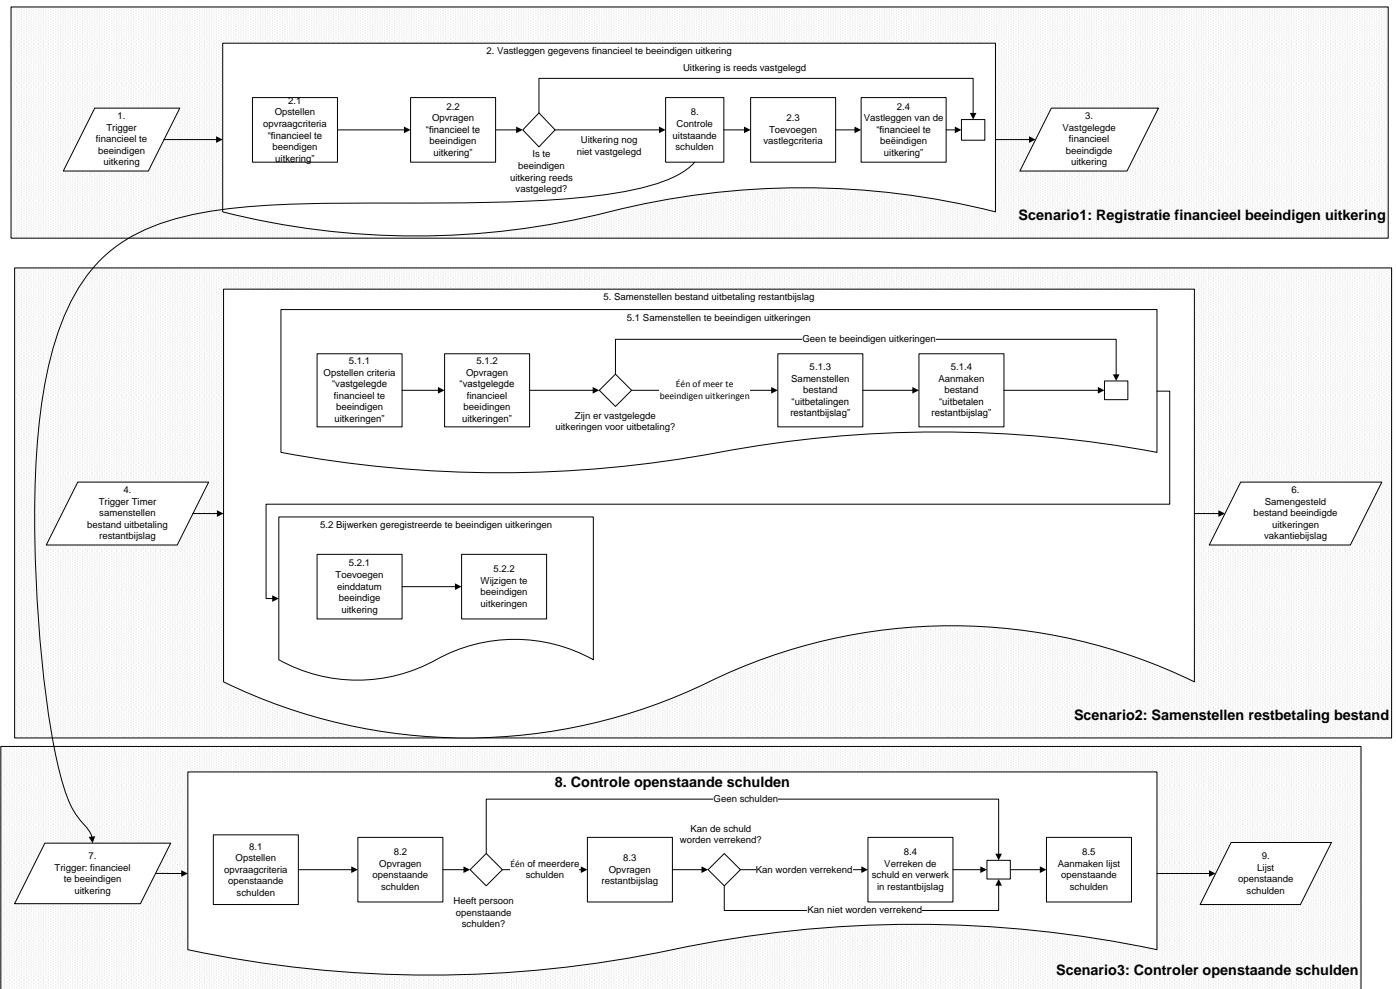 2. Vastleggen gegevens financieel te beeindigen uitkering
Uitkering is reeds vastgelegd
1.
Trigger
financieel te
beeindigen
uitkering
2.1
Opstellen
opvraagcriteria
“financieel te
beendigen
uitkering”
2.2
Opvragen
“financieel te
beeindigen
uitkering”
Is te
beeindigen
uitkering reeds
vastgelegd?
Uitkering nog
niet vastgelegd
8.
Controle
uitstaande
schulden
2.3
Toevoegen
vastlegcriteria
2.4
Vastleggen van de
“financieel te
beëindigen
uitkering”
3.
Vastgelegde
financieel
beeindigde
uitkering
Scenario1: Registratie financieel beeindigen uitkering
5. Samenstellen bestand uitbetaling restantbijslag
5.1 Samenstellen te beeindigen uitkeringen
Geen te beeindigen uitkeringen
5.1.1
Opstellen criteria
“vastgelegde
financieel te
beeindigen
uitkeringen”
5.1.2
Opvragen
“vastgelegde
financieel
beeidingen
uitkeringen”
Zijn er vastgelegde
uitkeringen voor uitbetaling?
Één of meer te
beeindigen uitkeringen
5.1.3
Samenstellen
bestand
“uitbetalingen
restantbijslag”
5.1.4
Aanmaken
bestand
“uitbetalen
restantbijslag”
4.
Trigger Timer
samenstellen
bestand uitbetaling
restantbijslag
6.
Samengesteld
bestand beeindigde
uitkeringen
vakantiebijslag
5.2 Bijwerken geregistreerde te beeindigen uitkeringen
5.2.1
Toevoegen
einddatum
beeindige
uitkering
5.2.2
Wijzigen te
beeindigen
uitkeringen
Scenario2: Samenstellen restbetaling bestand
8. Controle openstaande schulden
Geen schulden
7.
Trigger: financieel
te beeindigen
uitkering
8.1
Opstellen
opvraagcriteria
openstaande
schulden
8.2
Opvragen
openstaande
schulden
Heeft persoon
openstaande
schulden?
Één of meerdere
schulden
8.3
Opvragen
restantbijslag
Kan de schuld
worden verrekend?
Kan worden verrekend
Kan niet worden verrekend
8.4
Verreken de
schuld en verwerk
in restantbijslag
8.5
Aanmaken lijst
openstaande
schulden
9.
Lijst
openstaande
schulden
Scenario3: Controler openstaande schulden